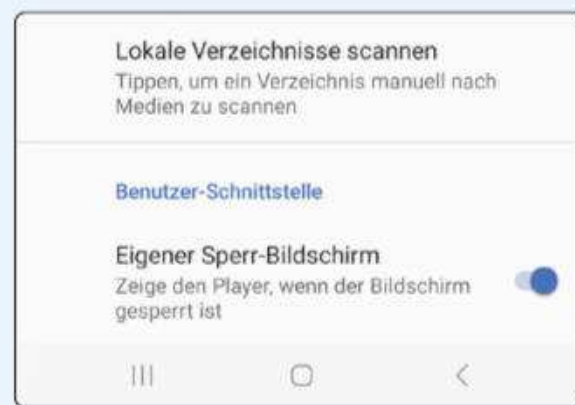 Lokale Verzeichnisse scannen
Tippen, um ein Verzeichnis manuell nach
Medien zu scannen
Benutzer-Schnittstelle
Eigener Sperr-Bildschirm
Zeige den Player, wenn der Bildschirm
gesperrt ist